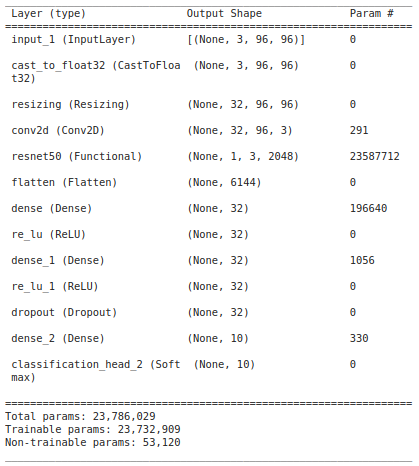 Layer (type) Output Shape Param #
=================================================================
input_1 (InputLayer) [(None, 3, 96, 96)] 0
cast_to_float32 (CastToFloa (None, 3, 96, 96) 0
t32)
resizing (Resizing) (None, 32, 96, 96) 0
conv2d (Conv2D) (None, 32, 96, 3) 291
resnet50 (Functional) (None, 1, 3, 2048) 23587712
flatten (Flatten) (None, 6144) 0
dense (Dense) (None, 32) 196640
re_lu (ReLU) (None, 32) 0
dense_1 (Dense) (None, 32) 1056
re_lu_1 (ReLU) (None, 32) 0
dropout (Dropout) (None, 32) 0
dense_2 (Dense) (None, 10) 330
classification_head_2 (Soft (None, 10) 0
max)
=================================================================
Total params: 23,786,029
Trainable params: 23,732,909
Non-trainable params: 53,120